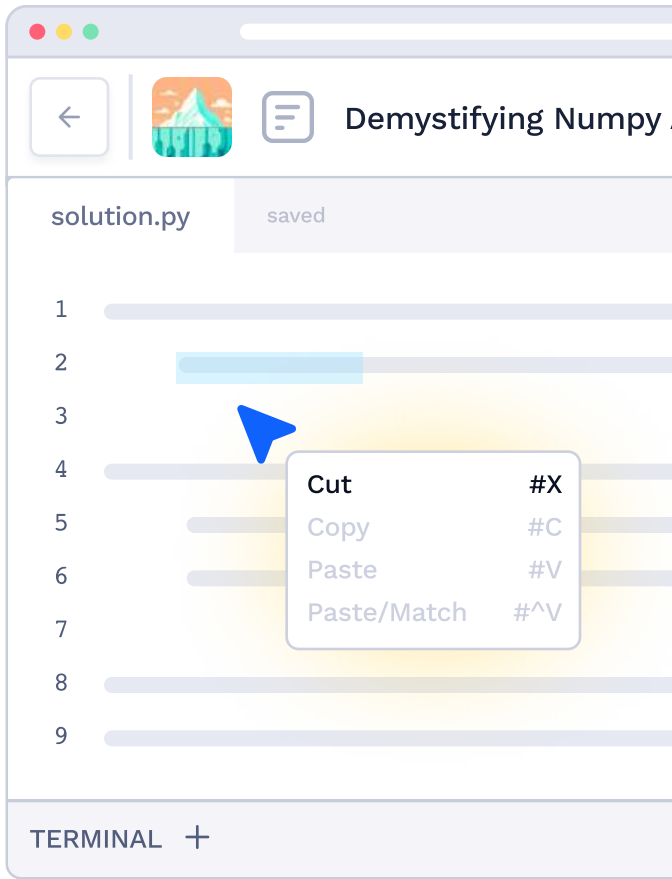 Demystifying Numpy
solution.py saved
1
2
3
4
Cut #X
5
Copy #C
6
Paste #V
Paste/Match #^V
7
8
9
TERMINAL +